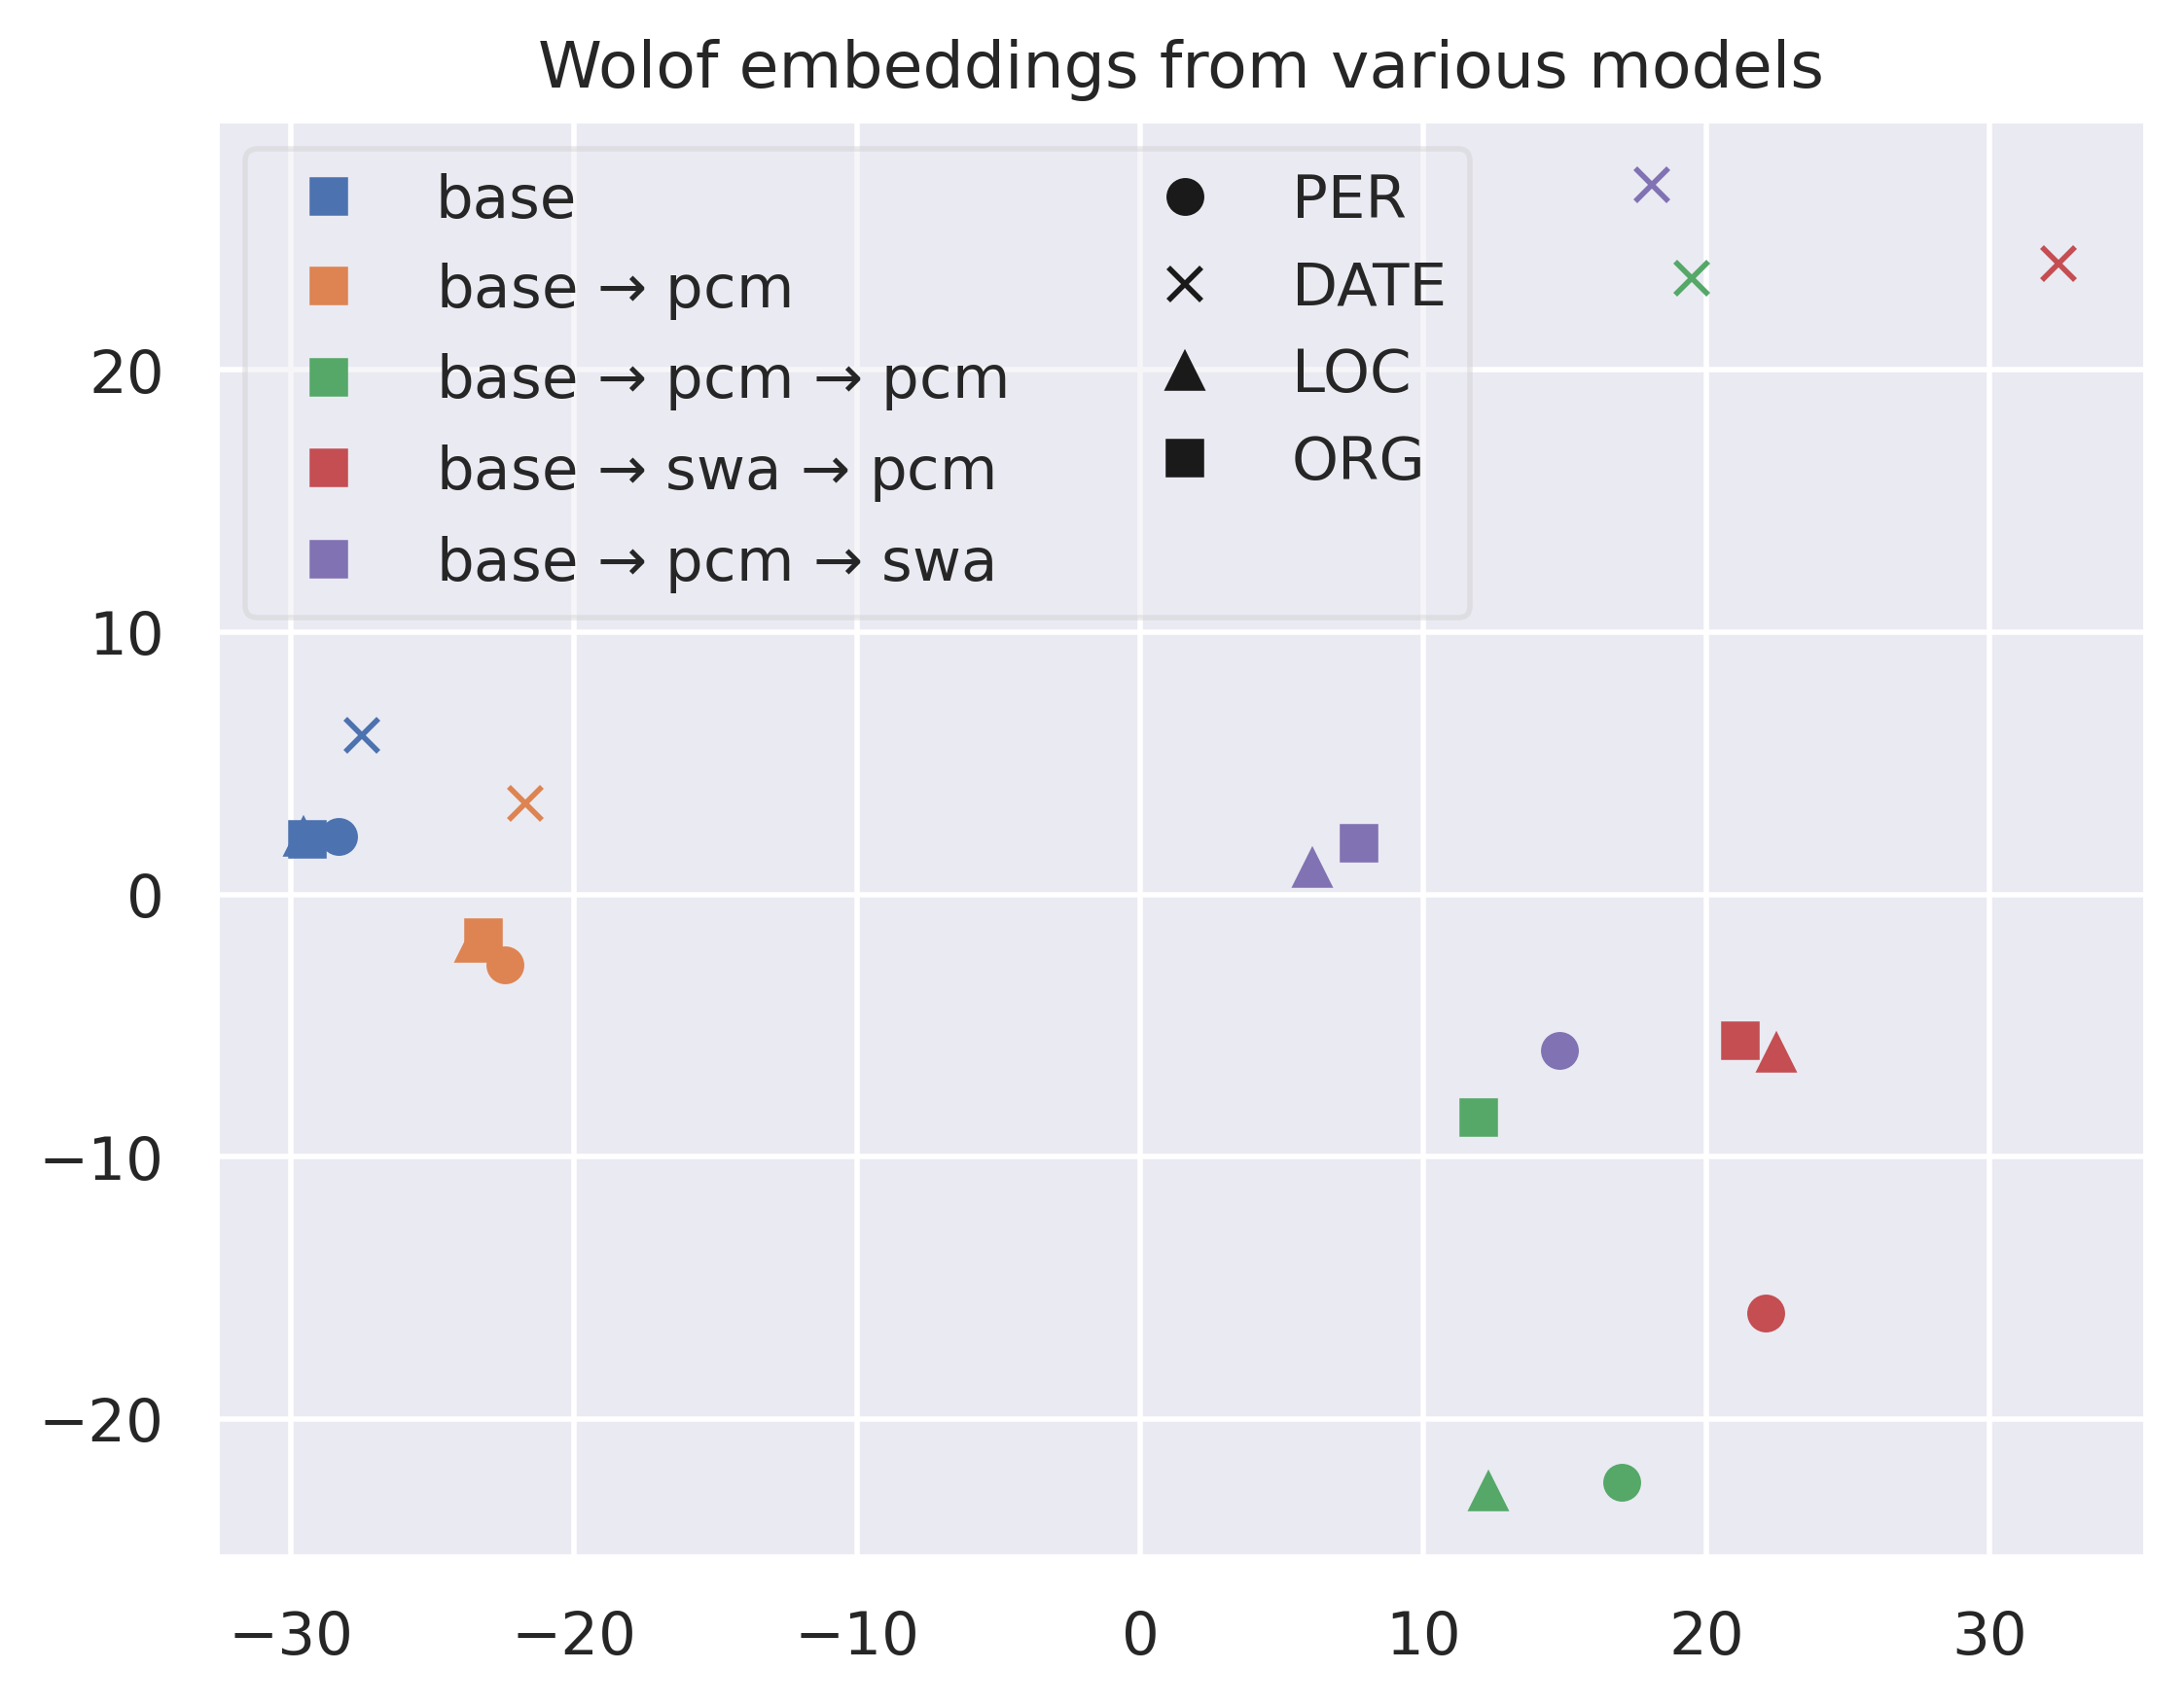 Wolof embeddings from various models
base
base → pcm
base → pcm → pcm
base → swa → pcm
base → pcm → swa
PER
DATE
LOC
ORG
20
10
0
−10
−20
−30 −20 −10 0 10 20 30